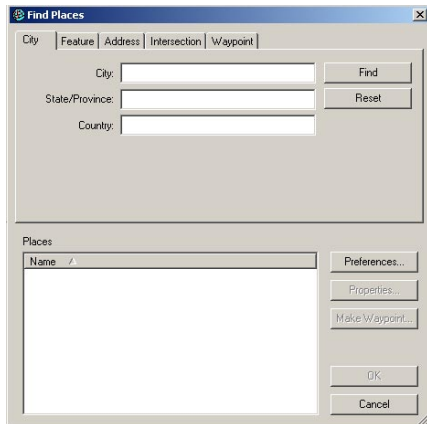 Find Places
City Feature Address Intersection Waypoint
City: Find
State/Province: Reset
Country:
Places
Name Preferences...
Properties...
Make Waypoint...
OK
Cancel